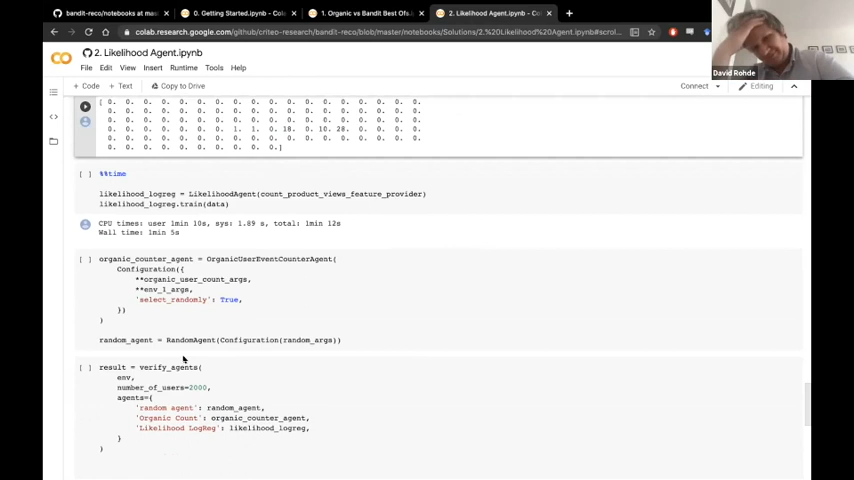 bandit-reco/notebooks at mas
0. Getting Started.ipynb - Cola
1. Organic vs Bandit Best Ofs.i
2. Likelihood Agent.ipynb - Col
colab.research.google.com/github/criteo-research/bandit-reco/blob/master/notebooks/Solutions/2.%20Likelihood%20Agent.ipynb#scrol...
David Rohde
2. Likelihood Agent.ipynb
File Edit View Insert Runtime Tools Help
+ Code + Text Copy to Drive
Connect Editing
[ 0. 0. 0. 0. 0. 0. 0. 0. 0. 0. 0. 0. 0. 0. 0. 0. 0. 0.
0. 0. 0. 0. 0. 0. 0. 0. 0. 0. 0. 0. 0. 0. 0. 0. 0. 0.
0. 0. 0. 0. 0. 0. 0. 0. 0. 0. 0. 0. 0. 0. 0. 0. 0. 0.
0. 0. 0. 0. 0. 0. 0. 1. 1. 0. 18. 0. 10. 28. 0. 0. 0. 0.
0. 0. 0. 0. 0. 0. 0. 0. 0. 0. 0. 0. 0. 0. 0. 0. 0. 0.
0. 0. 0. 0. 0. 0. 0. 0. 0. 0.]
[ ] %%time
likelihood_logreg = LikelihoodAgent(count_product_views_feature_provider)
likelihood_logreg.train(data)
CPU times: user 1min 10s, sys: 1.89 s, total: 1min 12s
Wall time: 1min 5s
[ ] organic_counter_agent = OrganicUserEventCounterAgent(
Configuration({
**organic_user_count_args,
**env_1_args,
'select_randomly': True,
})
)
random_agent = RandomAgent(Configuration(random_args))
[ ] result = verify_agents(
env,
number_of_users=2000,
agents={
'random agent': random_agent,
'Organic Count': organic_counter_agent,
'Likelihood LogReg': likelihood_logreg,
}
)